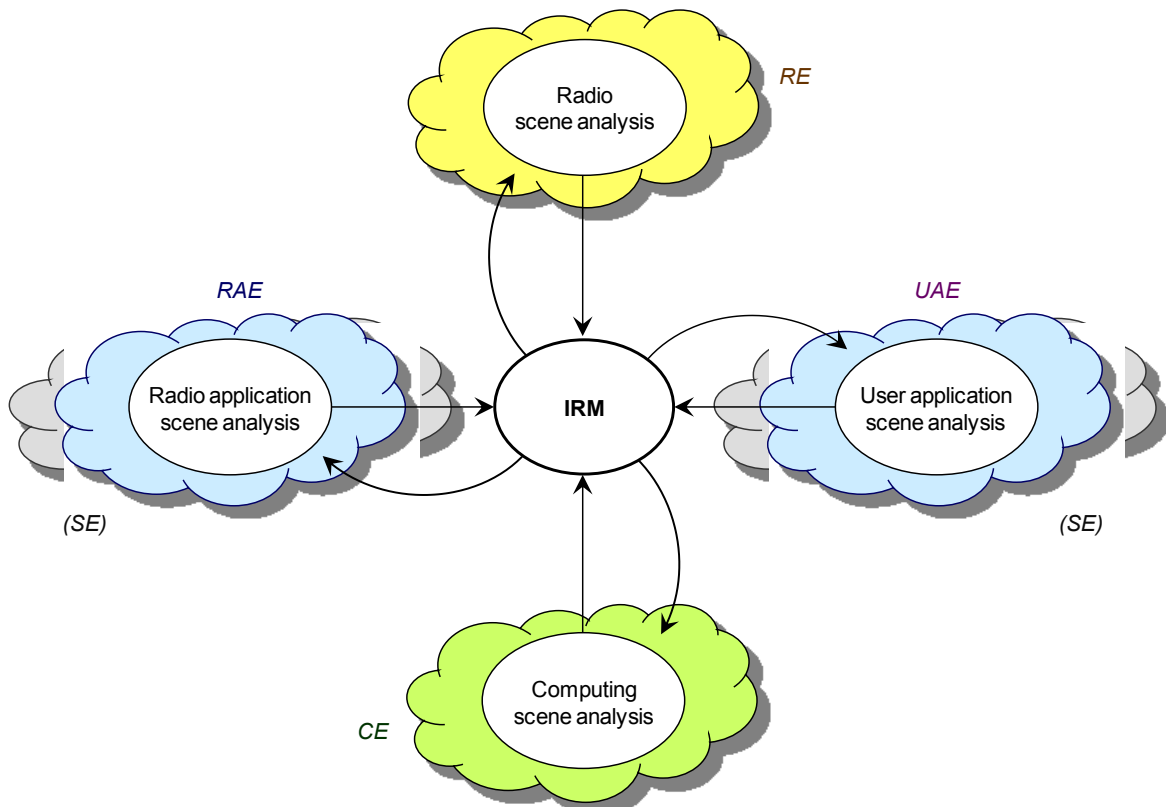 Radio
scene analysis
RE
RAE
UAE
Radio application
scene analysis
IRM
User application
scene analysis
(SE)
(SE)
Computing
scene analysis
CE